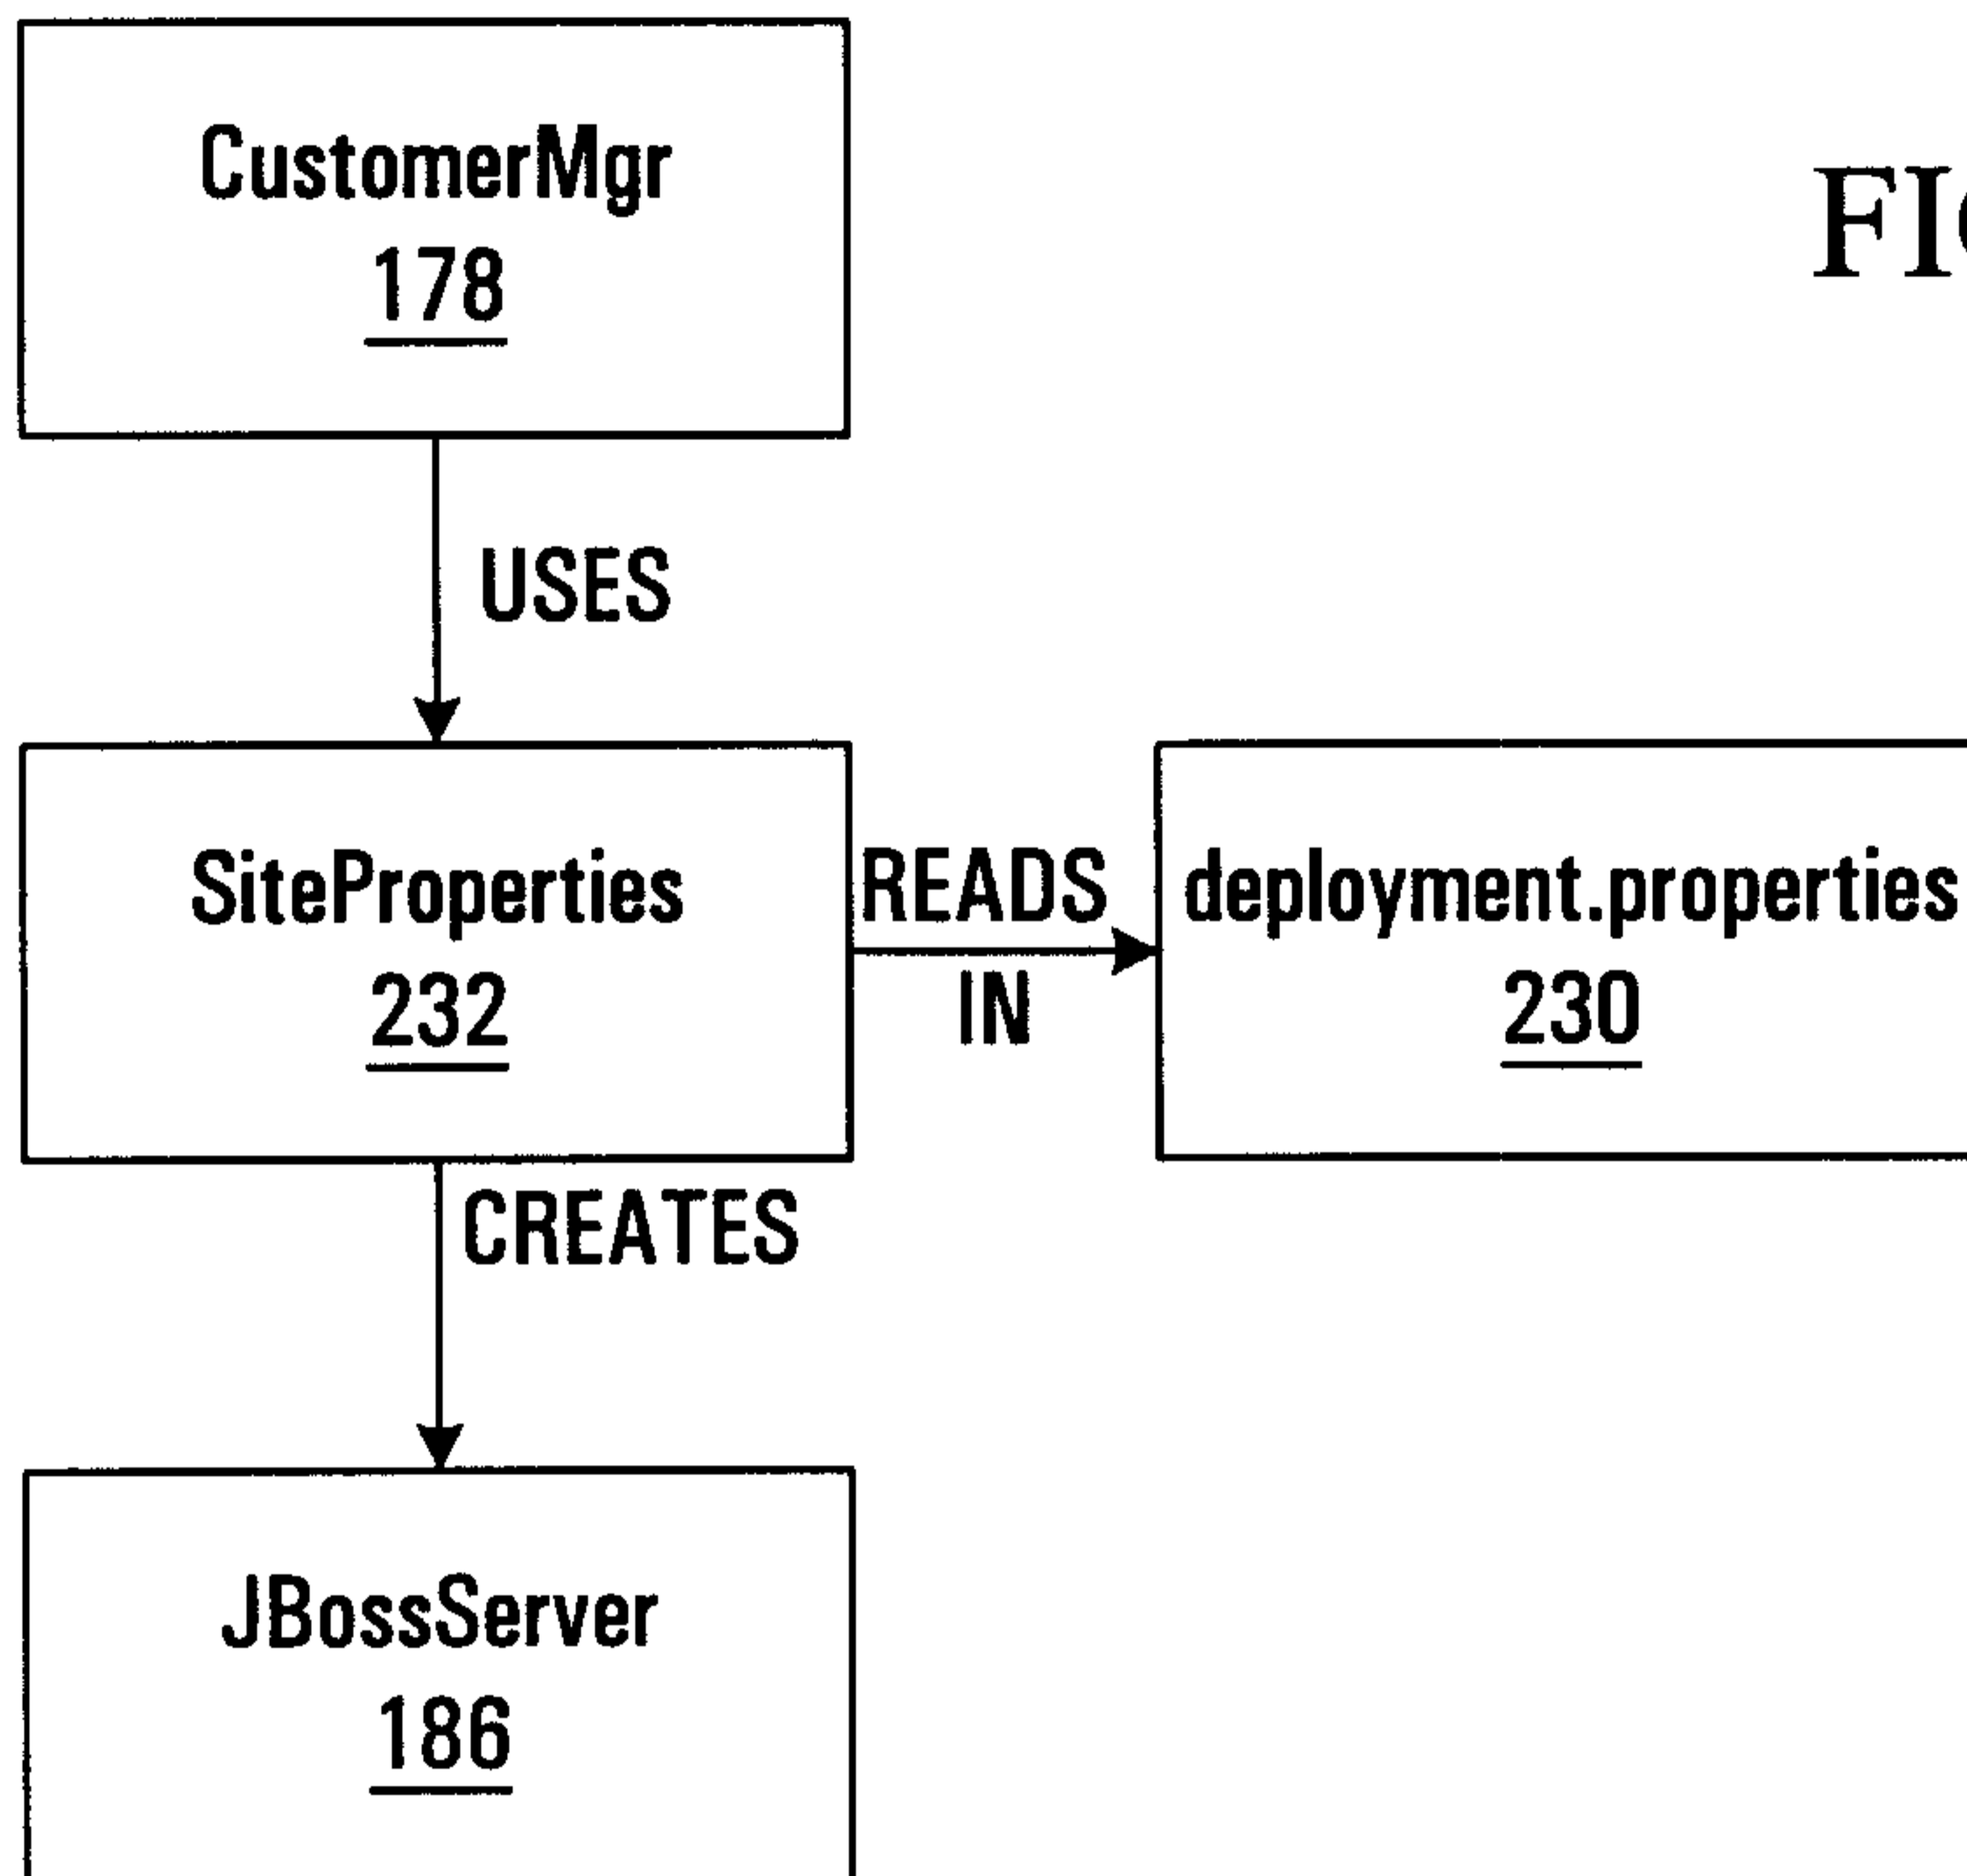 CustomerMgr
178
USES
SiteProperties
232
READS
IN
deployment.properties
230
CREATES
JBossServer
186